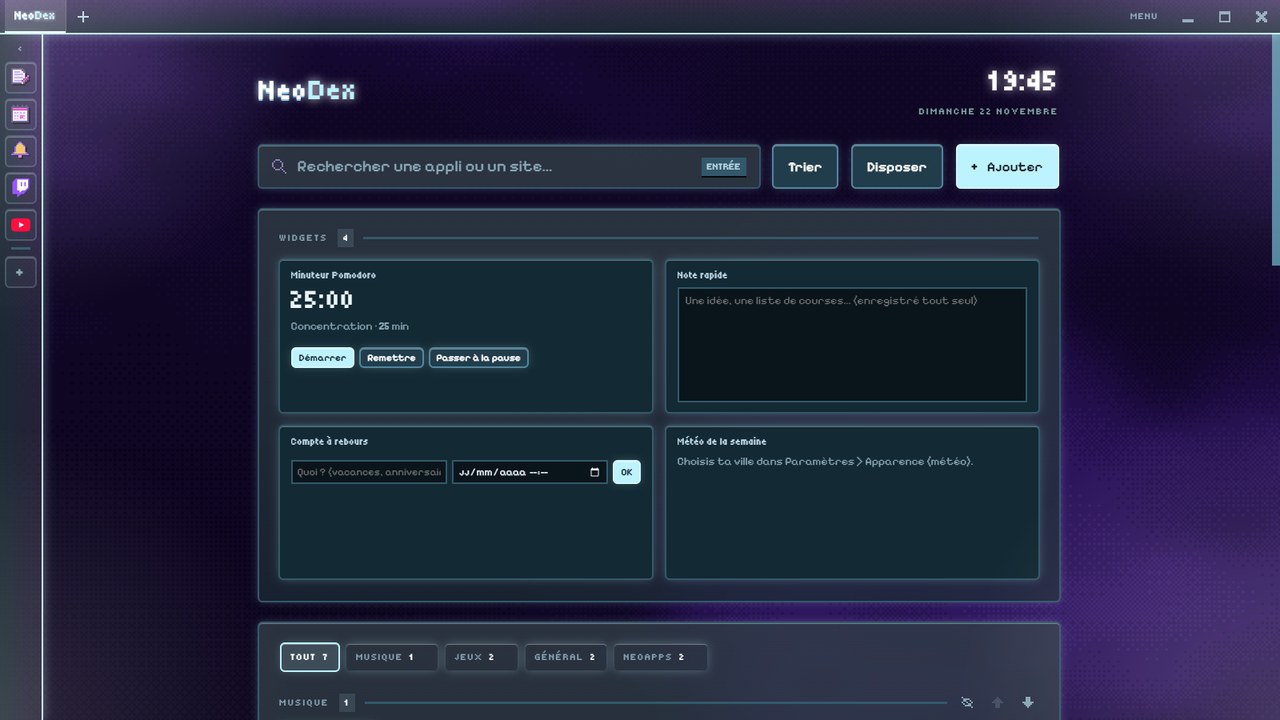 NeoDex
MENU
NeoDex
19:45
DIMANCHE 22 NOVEMBRE
Rechercher une appli ou un site...
ENTRÉE
Trier
Disposer
+ Ajouter
WIDGETS 4
Minuteur Pomodoro
25:00
Concentration · 25 min
Démarrer
Remettre
Passer à la pause
Note rapide
Une idée, une liste de courses... (enregistré tout seul)
Compte à rebours
Quoi ? (vacances, anniversai
jj/mm/aaaa --:--
OK
Météo de la semaine
Choisis ta ville dans Paramètres > Apparence (météo).
TOUT 7
MUSIQUE 1
JEUX 2
GÉNÉRAL 2
NEOAPPS 2
MUSIQUE 1